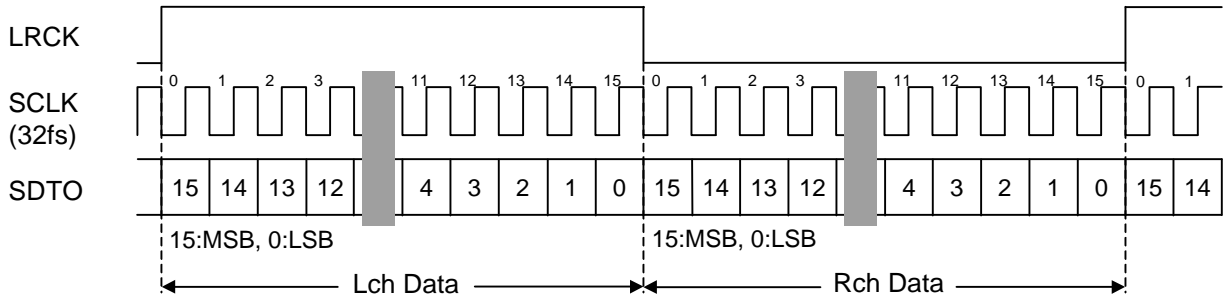 LRCK
0 1 2 3 11 12 13 14 15 0 1 2 3 11 12 13 14 15 0 1
SCLK
(32fs)
SDTO 15 14 13 12 4 3 2 1 0 15 14 13 12 4 3 2 1 0 15 14
15:MSB, 0:LSB 15:MSB, 0:LSB
Lch Data Rch Data